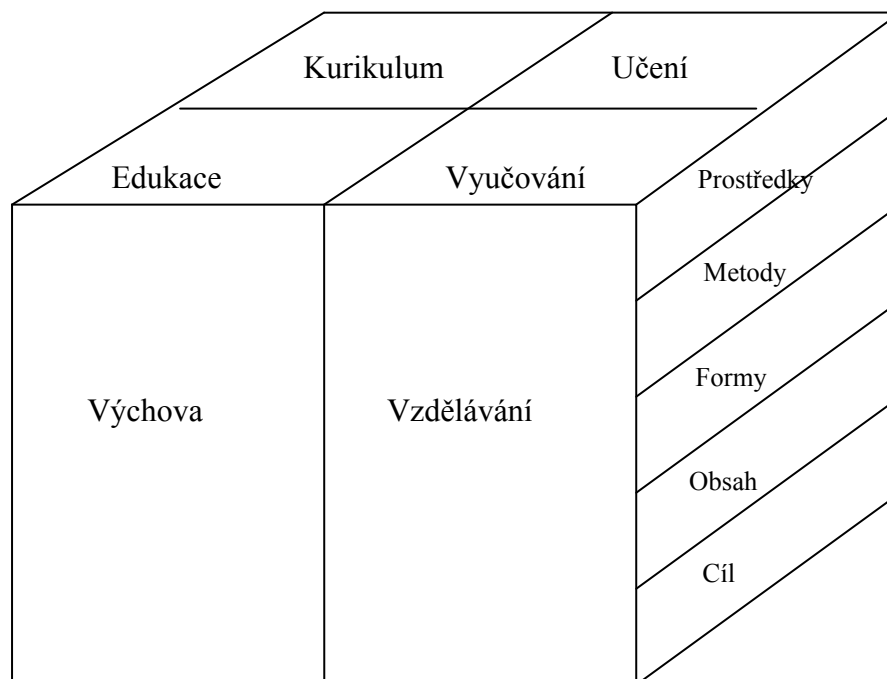 Kurikulum
Učení
Edukace
Vyučování
Prostředky
Metody
Formy
Výchova
Vzdělávání
Obsah
Cíl